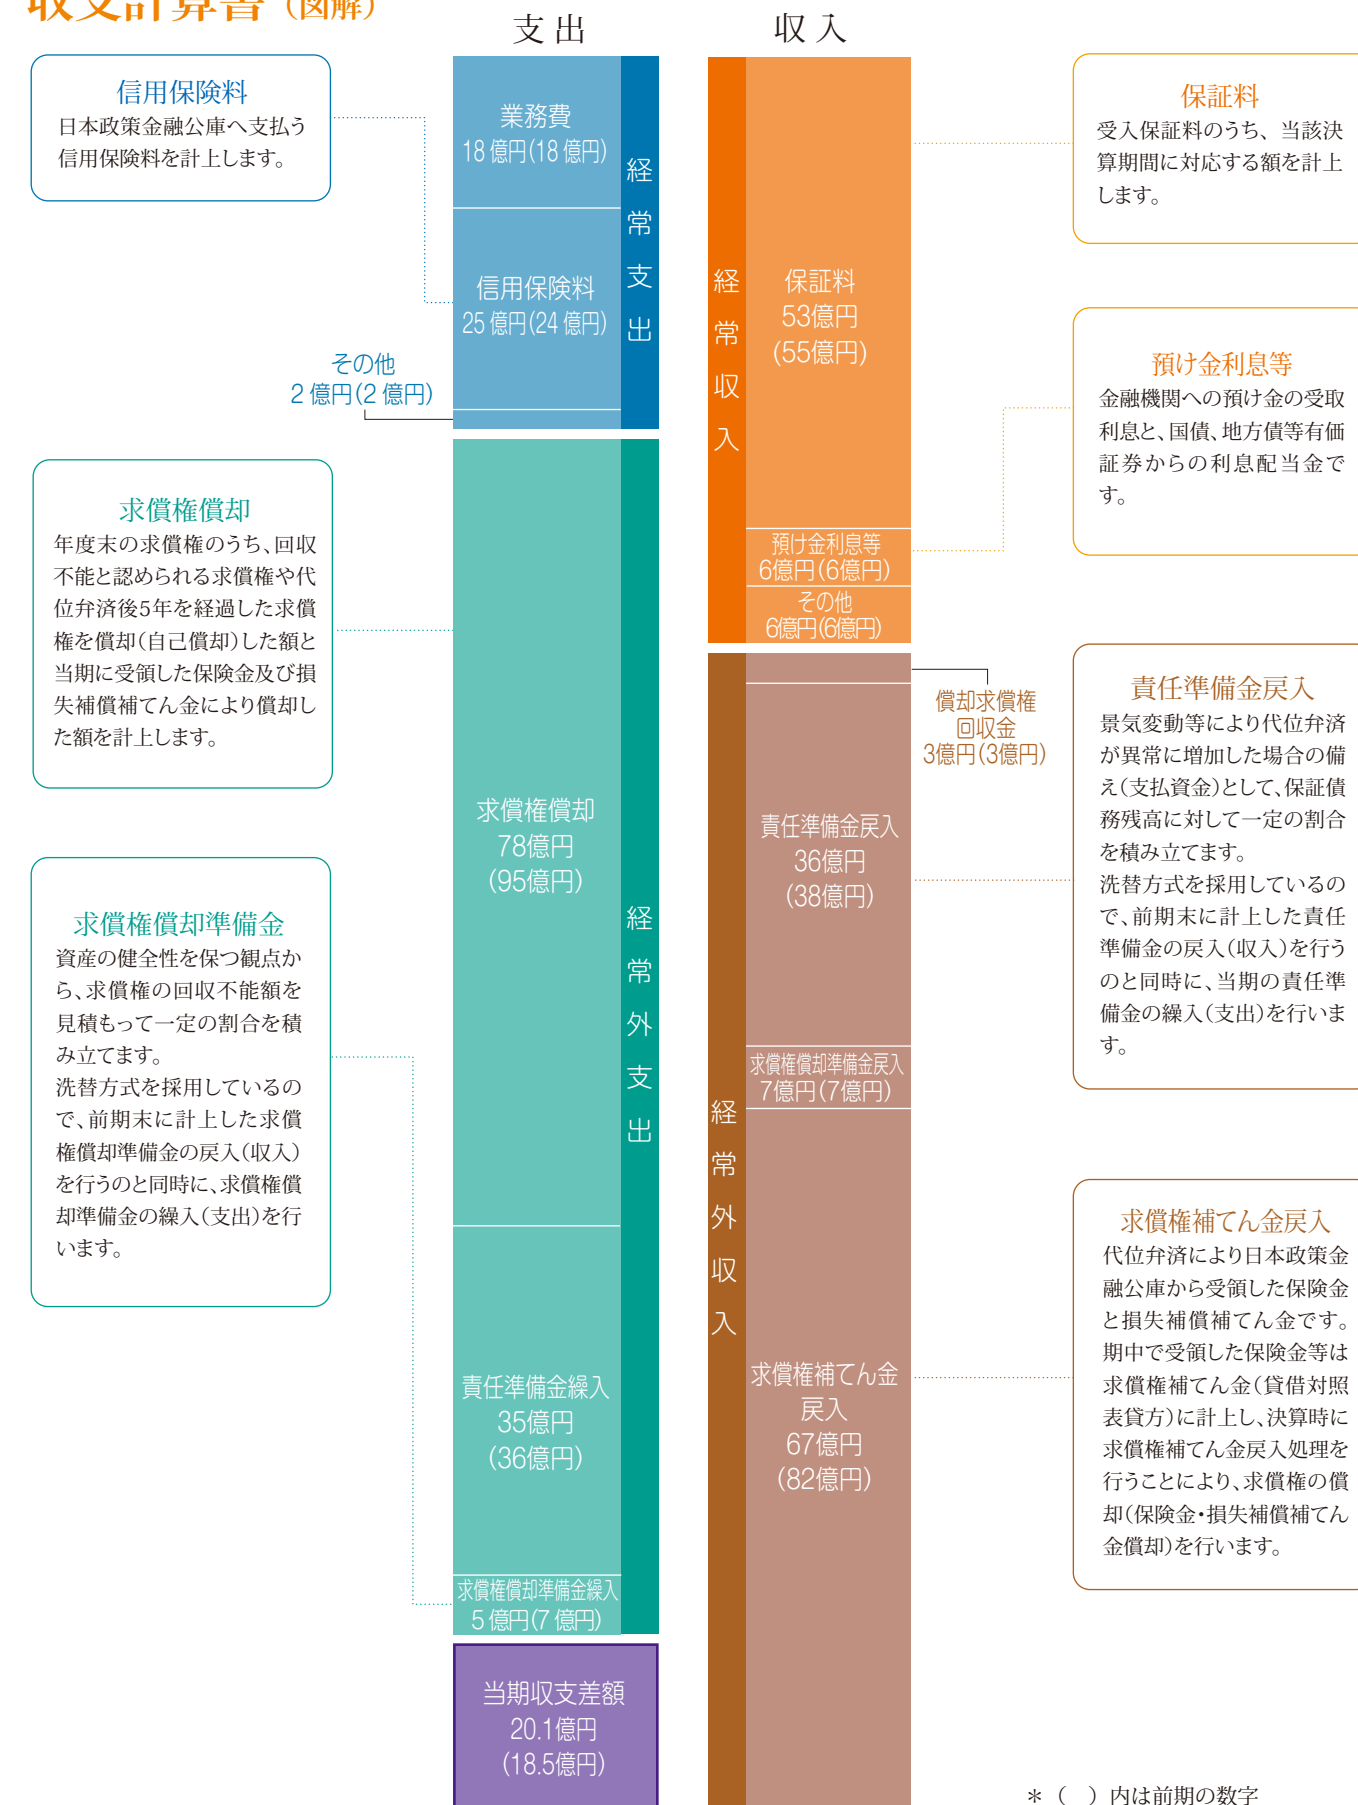 収支計算書（図解）
支出
収入
信用保険料
日本政策金融公庫へ支払う
信用保険料を計上します。
業務費
18億円(18億円)
信用保険料
25億円(24億円)
その他
2億円(2億円)
経常支出
求償権償却
年度末の求償権のうち、回収
不能と認められる求償権や代
位弁済後5年を経過した求償
権を償却（自己償却）した額と
当期に受領した保険金及び損
失補償補てん金により償却し
た額を計上します。
求償権償却準備金
資産の健全性を保つ観点か
ら、求償権の回収不能額を
見積もって一定の割合を積
み立てます。
洗替方式を採用しているの
で、前期末に計上した求償
権償却準備金の戻入（収入）
を行うのと同時に、求償権償
却準備金の繰入（支出）を行
います。
求償権償却
78億円
(95億円)
責任準備金繰入
35億円
(36億円)
求償権償却準備金繰入
5億円(7億円)
経常外支出
当期収支差額
20.1億円
(18.5億円)
経常収入
保証料
53億円
(55億円)
預け金利息等
6億円(6億円)
その他
6億円(6億円)
経常外収入
償却求償権
回収金
3億円(3億円)
責任準備金戻入
36億円
(38億円)
求償権償却準備金戻入
7億円(7億円)
求償権補てん金
戻入
67億円
(82億円)
保証料
受入保証料のうち、当該決
算期間に対応する額を計上
します。
預け金利息等
金融機関への預け金の受取
利息と、国債、地方債等有価
証券からの利息配当金で
す。
責任準備金戻入
景気変動等により代位弁済
が異常に増加した場合の備
え（支払資金）として、保証債
務残高に対して一定の割合
を積み立てます。
洗替方式を採用しているの
で、前期末に計上した責任
準備金の戻入（収入）を行う
のと同時に、当期の責任準
備金の繰入（支出）を行いま
す。
求償権補てん金戻入
代位弁済により日本政策金
融公庫から受領した保険金
と損失補償補てん金です。
期中で受領した保険金等は
求償権補てん金（貸借対照
表貸方）に計上し、決算時に
求償権補てん金戻入処理を
行うことにより、求償権の償
却（保険金・損失補償補てん
金償却）を行います。
＊（　）内は前期の数字